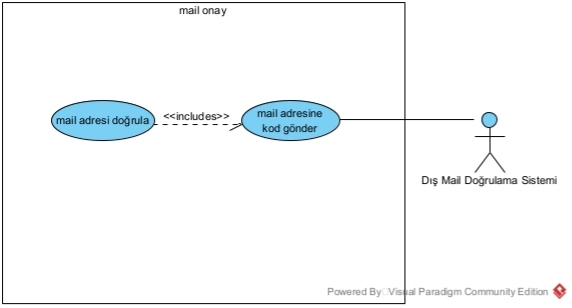 mail onay
mail adresi doğrula
<<includes>>
mail adresine
kod gönder
Dış Mail Doğrulama Sistemi
Powered By Visual Paradigm Community Edition